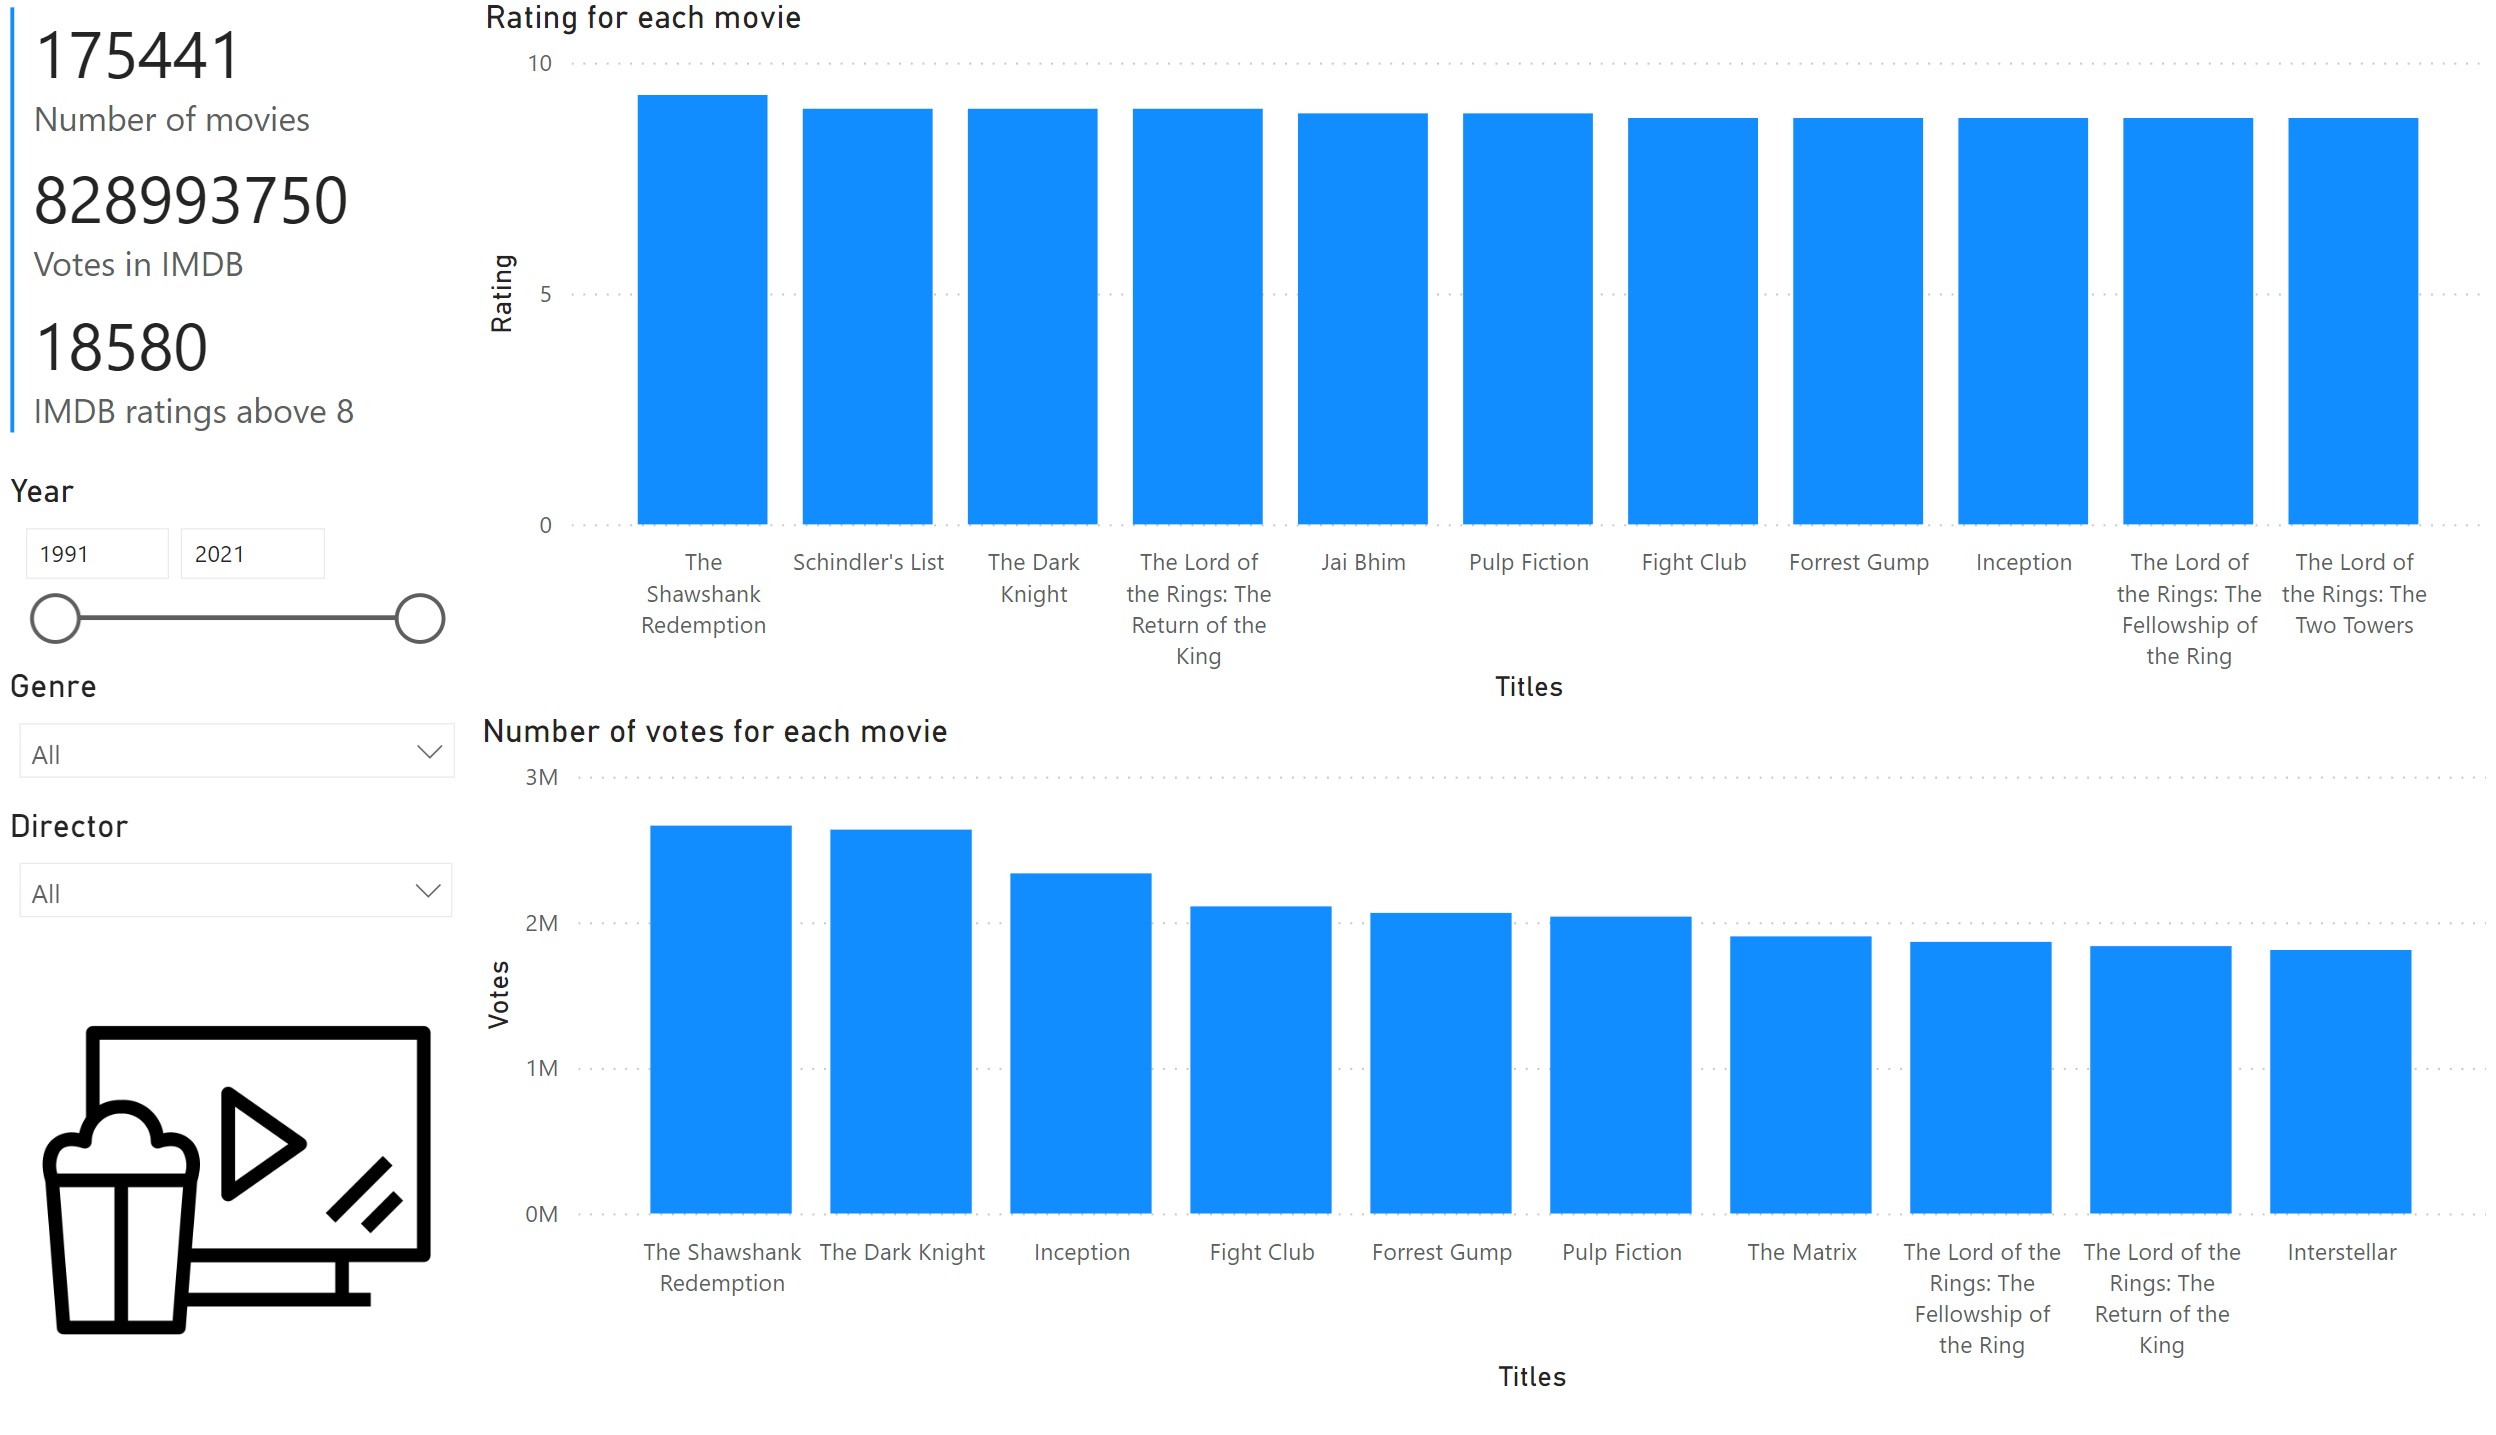 175441
Number of movies
828993750
Votes in IMDB
18580
IMDB ratings above 8
Year
1991 2021
Genre
All
Director
All
Rating for each movie
10
5
0
Rating
The
Shawshank
Redemption
Schindler's List
The Dark
Knight
The Lord of
the Rings: The
Return of the
King
Jai Bhim
Pulp Fiction
Fight Club
Forrest Gump
Inception
The Lord of
the Rings: The
Fellowship of
the Ring
The Lord of
the Rings: The
Two Towers
Titles
Number of votes for each movie
3M
2M
1M
0M
Votes
The Shawshank
Redemption
The Dark Knight
Inception
Fight Club
Forrest Gump
Pulp Fiction
The Matrix
The Lord of the
Rings: The
Fellowship of
the Ring
The Lord of the
Rings: The
Return of the
King
Interstellar
Titles